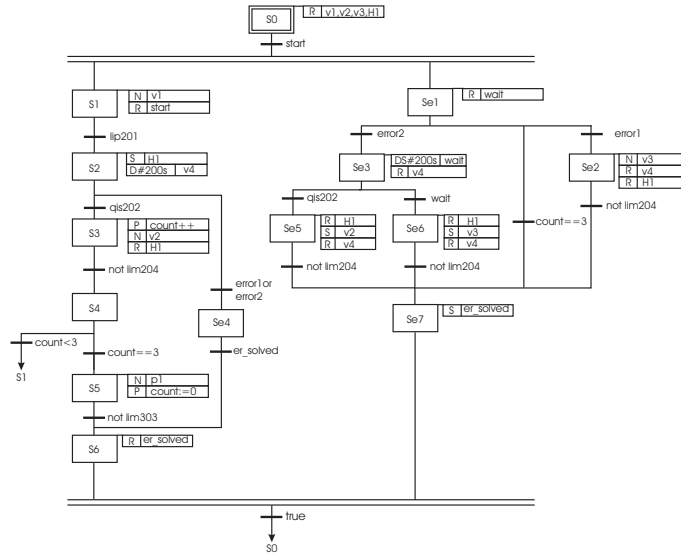 S0
R v1,v2,v3,H1
start
S1
N v1
R start
Se1
R wait
lip201
error2
error1
S2
S H1
D#200s v4
Se3
DS#200s wait
R v4
Se2
N v3
R v4
R H1
qis202
qis202
wait
not lim204
S3
P count++
N v2
R H1
Se5
R H1
S v2
R v4
Se6
R H1
S v3
R v4
count==3
not lim204
not lim204
not lim204
error1or
error2
S4
Se4
Se7
S er_solved
count<3
count==3
er_solved
S1
S5
N p1
P count:=0
not lim303
S6
R er_solved
true
S0